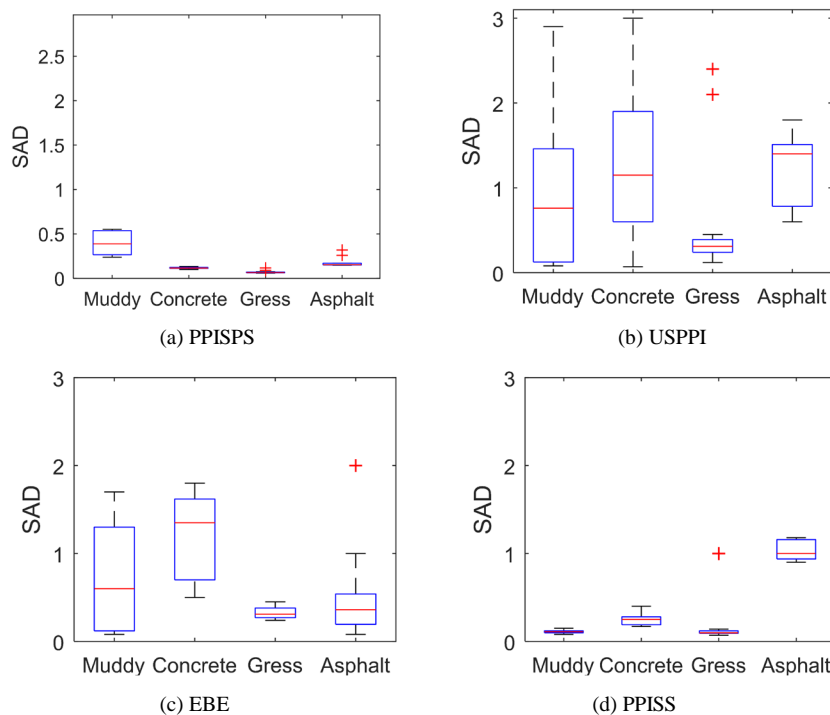 2.5
2
1.5
1
0.5
0
SAD
Muddy Concrete Gress Asphalt
(a) PPISPS
3
2
1
0
SAD
Muddy Concrete Gress Asphalt
(b) USPPI
3
2
1
0
SAD
Muddy Concrete Gress Asphalt
(c) EBE
3
2
1
0
SAD
Muddy Concrete Gress Asphalt
(d) PPISS